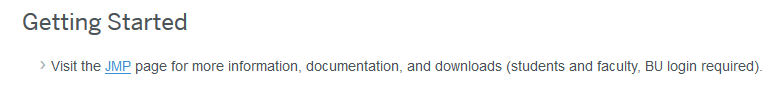 Getting Started
› Visit the JMP page for more information, documentation, and downloads (students and faculty, BU login required).